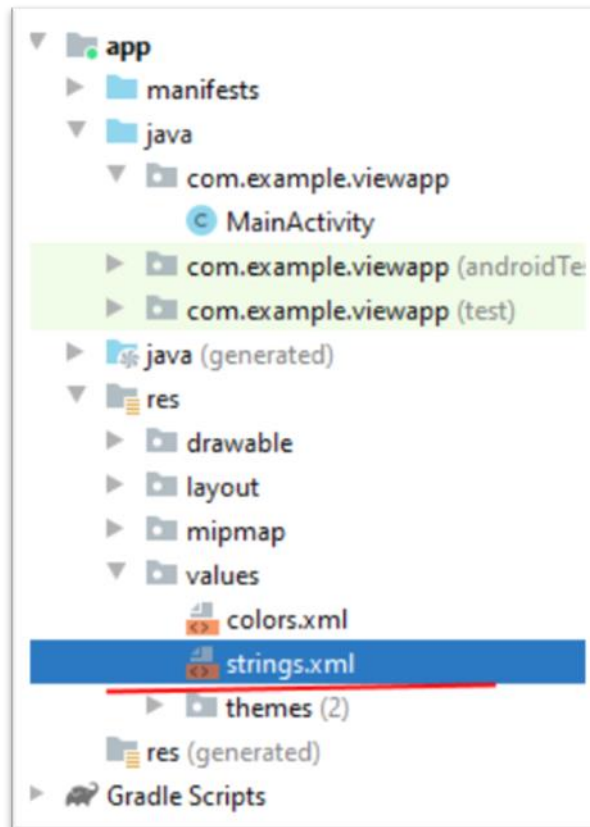 app
manifests
java
com.example.viewapp
C MainActivity
com.example.viewapp (androidTe
com.example.viewapp (test)
java (generated)
res
drawable
layout
mipmap
values
colors.xml
strings.xml
themes (2)
res (generated)
Gradle Scripts